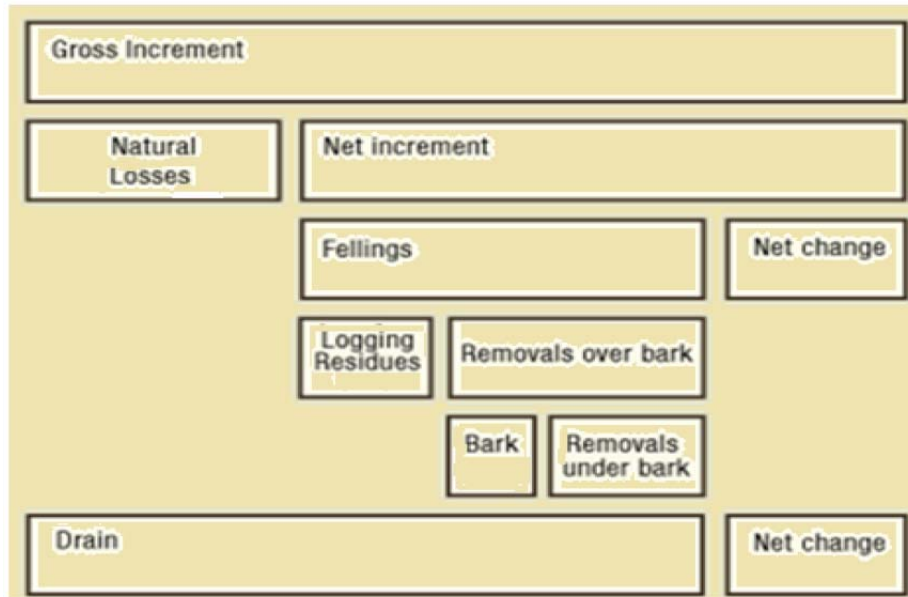 Gross Increment
Natural
Losses
Net increment
Fellings
Net change
Logging
Residues
Removals over bark
Bark
Removals
under bark
Drain
Net change